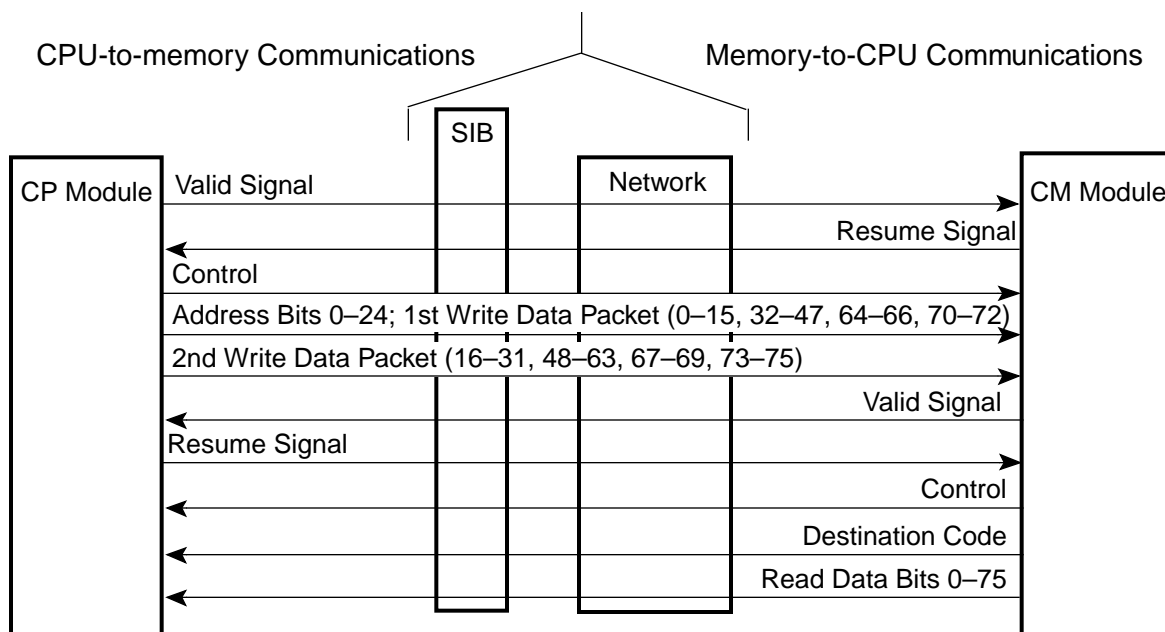 CPU-to-memory Communications
Memory-to-CPU Communications
SIB
CP Module
Network
CM Module
Valid Signal
Resume Signal
Control
Address Bits 0–24; 1st Write Data Packet (0–15, 32–47, 64–66, 70–72)
2nd Write Data Packet (16–31, 48–63, 67–69, 73–75)
Valid Signal
Resume Signal
Control
Destination Code
Read Data Bits 0–75